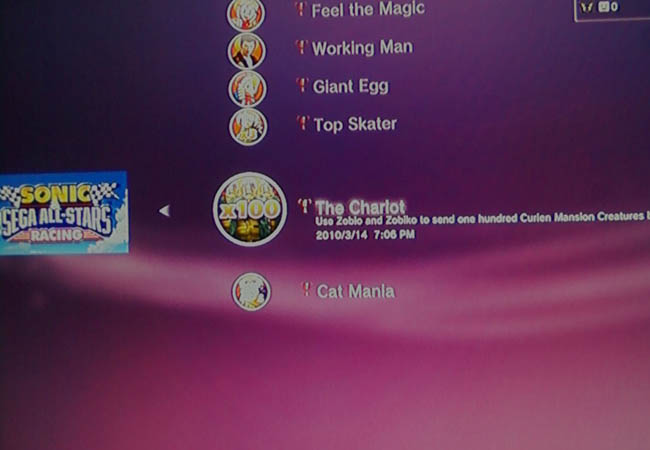 Feel the Magic
0
Working Man
Giant Egg
Top Skater
SONIC
SEGA ALL-STARS
RACING
x100
The Chariot
Use Zobio and Zobiko to send one hundred Curien Mansion Creatures
2010/3/14 7:06 PM
Cat Mania